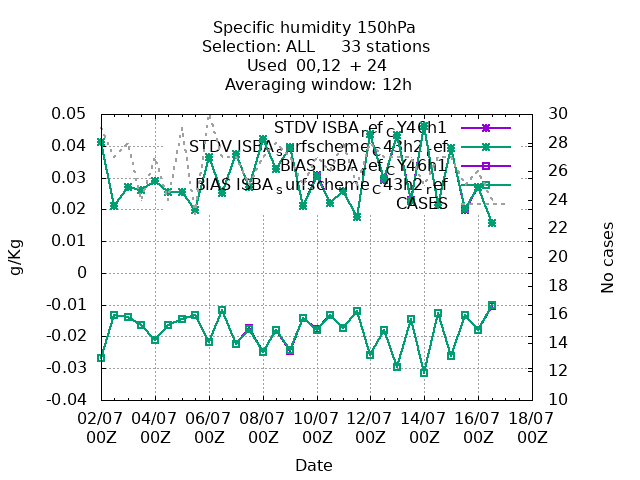 Specific humidity 150hPa
Selection: ALL 33 stations
Used 00,12 + 24
Averaging window: 12h
STDV ISBA_ref_CY46h1
STDV ISBA_surfscheme_c43h2_ref
BIAS ISBA_ref_CY46h1
BIAS ISBA_surfscheme_c43h2_ref
CASES
0.05
0.04
0.03
0.02
0.01
0
-0.01
-0.02
-0.03
-0.04
g/Kg
30
28
26
24
22
20
18
16
14
12
10
No cases
02/07 04/07 06/07 08/07 10/07 12/07 14/07 16/07 18/07
00Z 00Z 00Z 00Z 00Z 00Z 00Z 00Z 00Z
Date